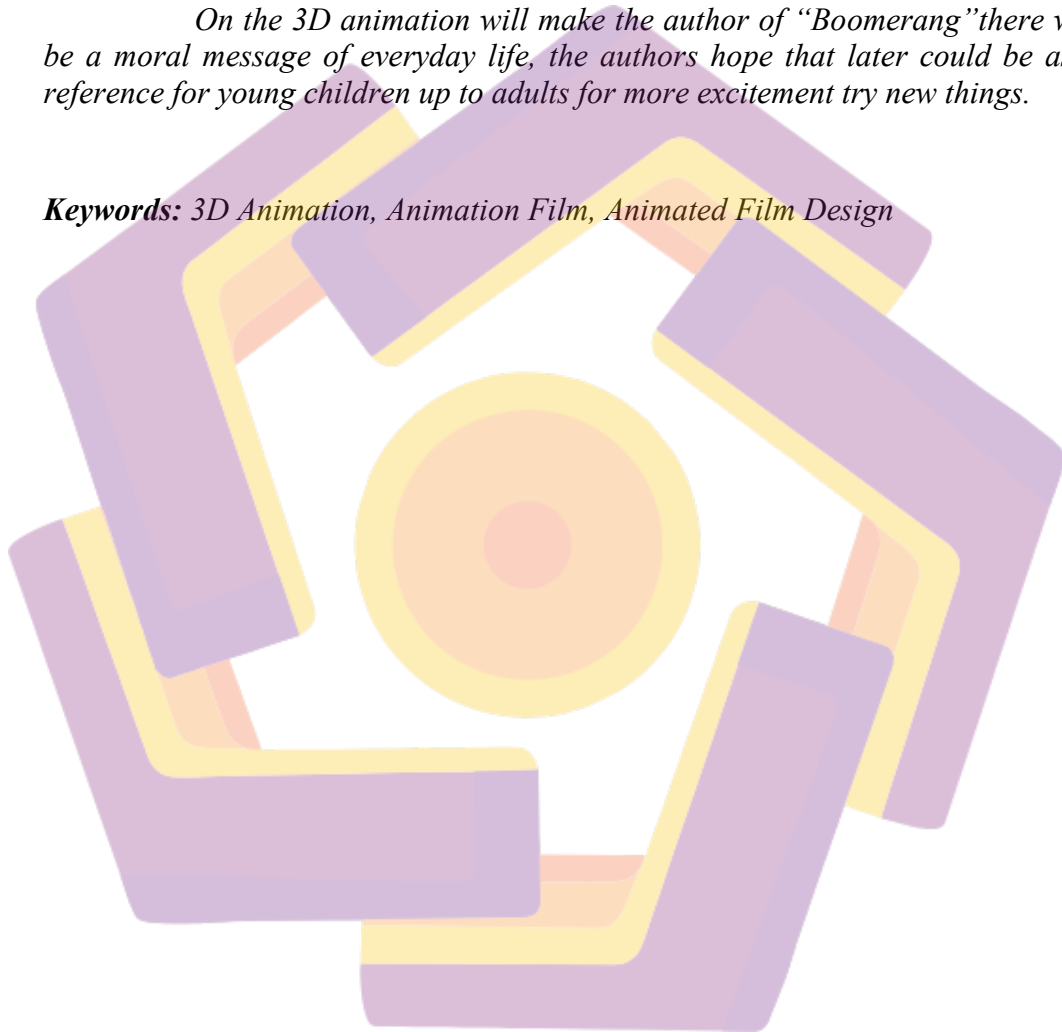 On the 3D animation will make the author of “Boomerang”there
be a moral message of everyday life, the authors hope that later could be
reference for young children up to adults for more excitement try new things.
Keywords: 3D Animation, Animation Film, Animated Film Design